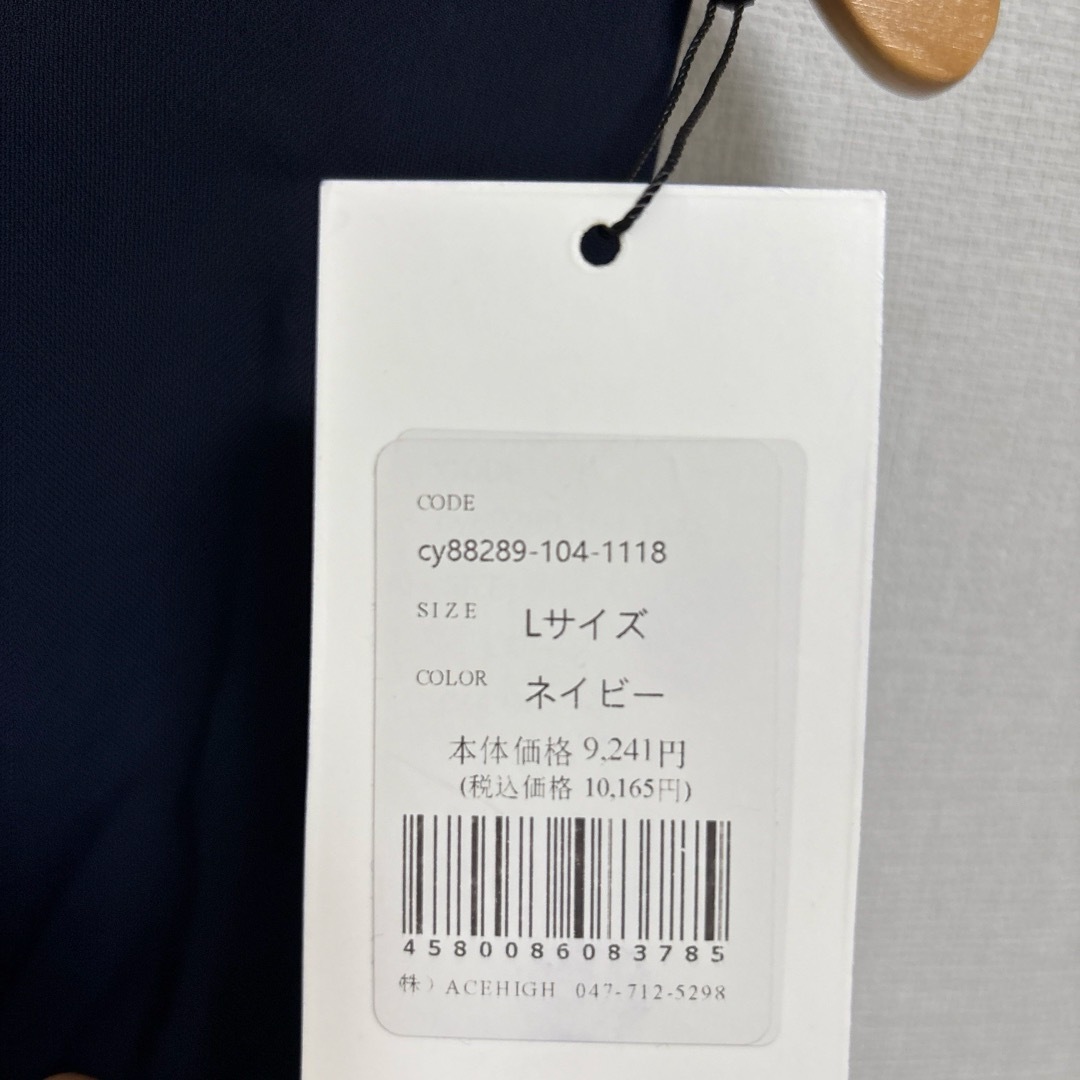 CODE
cy88289-104-1118
SIZE Lサイズ
COLOR ネイビー
本体価格 9,241円
(税込価格 10,165円)
4580086083785
㈱) ACEHIGH 047-712-5298